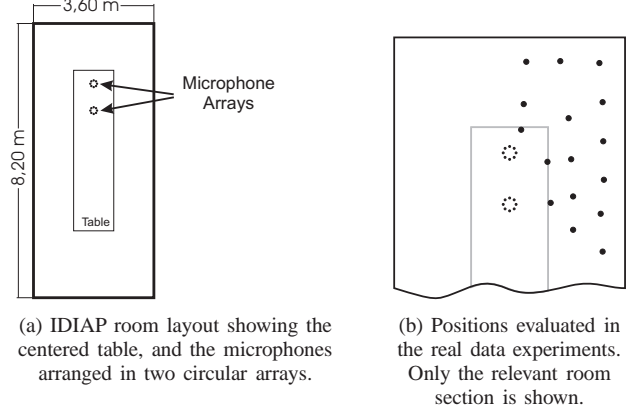 3,60 m
8,20 m
Microphone
Arrays
Table
(a) IDIAP room layout showing the
centered table, and the microphones
arranged in two circular arrays.
(b) Positions evaluated in
the real data experiments.
Only the relevant room
section is shown.